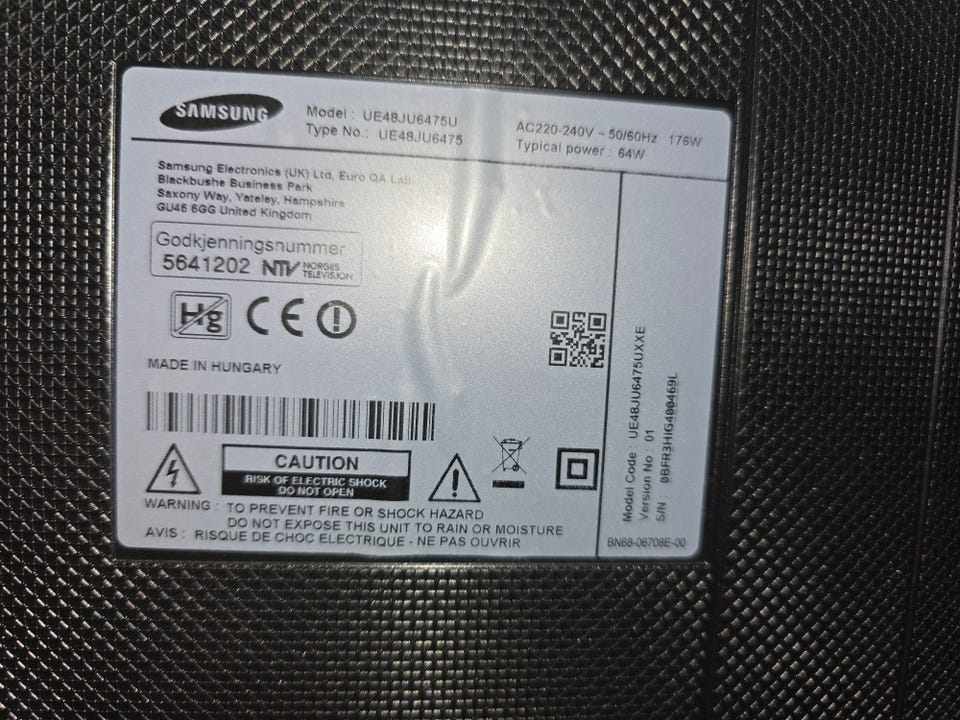 SAMSUNG
Model : UE48JU6475U
Type No.: UE48JU6475
AC220-240V ~ 50/60Hz 176W
Typical power : 64W
Samsung Electronics (UK) Ltd, Euro QA Lab.
Blackbushe Business Park
Saxony Way, Yateley, Hampshire
GU46 6GG United Kingdom
Godkjenningsnummer
5641202 NTV NORGES
TELEVISJON
Hg CE
MADE IN HUNGARY
CAUTION
RISK OF ELECTRIC SHOCK
DO NOT OPEN
WARNING : TO PREVENT FIRE OR SHOCK HAZARD
DO NOT EXPOSE THIS UNIT TO RAIN OR MOISTURE
AVIS : RISQUE DE CHOC ELECTRIQUE - NE PAS OUVRIR
Model Code : UE48JU6475UXXE
Version No : 01
S/N : 0BFR3HIG400469L
BN68-06708E-00